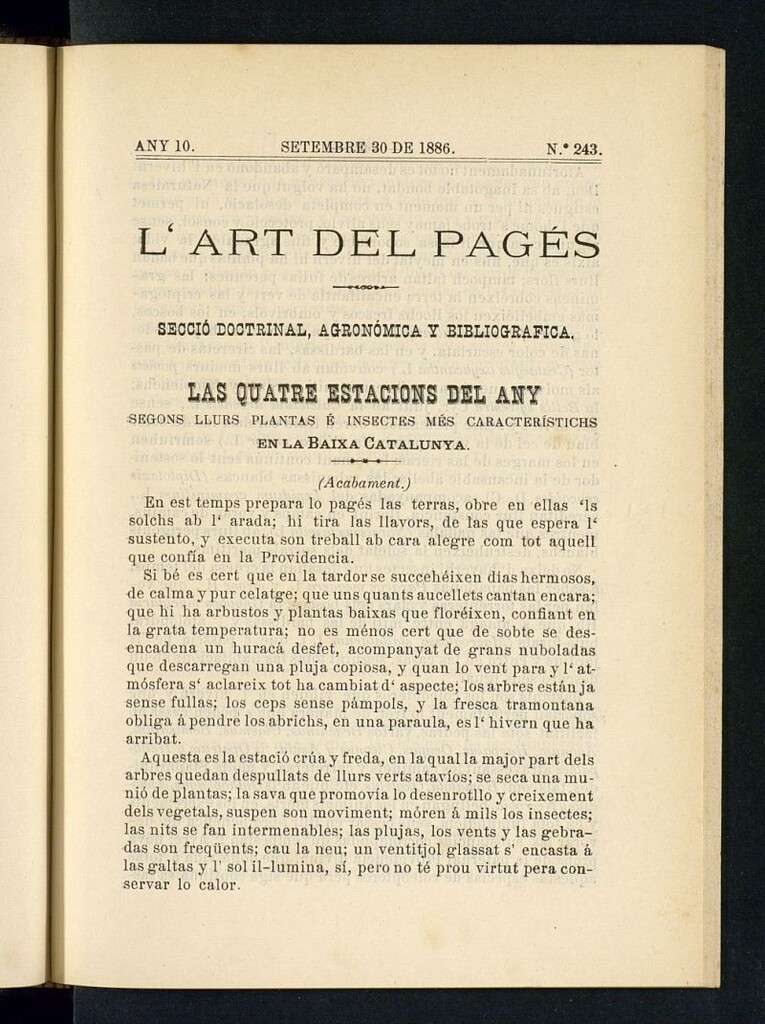 ANY 10. SETEMBRE 30 DE 1886. N.º 243.
L‘ ART DEL PAGÉS
SECCIÓ DOCTRINAL, AGRONÓMICA Y BIBLIOGRAFICA.
LAS QUATRE ESTACIONS DEL ANY
SEGONS LLURS PLANTAS É INSECTES MÉS CARACTERÍSTICHS
EN LA BAIXA CATALUNYA.
(Acabament.)
En est temps prepara lo pagés las terras, obre en ellas ‘ls
solchs ab l‘ arada; hi tira las llavors, de las que espera l‘
sustento, y executa son treball ab cara alegre com tot aquell
que confía en la Providencia.
Si bé es cert que en la tardor se succehéixen días hermosos,
de calma y pur celatge; que uns quants aucellets cantan encara;
que hi ha arbustos y plantas baixas que floréixen, confiant en
la grata temperatura; no es ménos cert que de sobte se des-
encadena un huracá desfet, acompanyat de grans nuboladas
que descarregan una pluja copiosa, y quan lo vent para y l‘ at-
mósfera s‘ aclareix tot ha cambiat d‘ aspecte; los arbres están ja
sense fullas; los ceps sense pámpols, y la fresca tramontana
obliga á pendre los abrichs, en una paraula, es l‘ hivern que ha
arribat.
Aquesta es la estació crúa y freda, en la qual la major part dels
arbres quedan despullats de llurs verts atavíos; se seca una mu-
nió de plantas; la sava que promovía lo desenrotllo y creixement
dels vegetals, suspen son moviment; móren á mils los insectes;
las nits se fan intermenables; las plujas, los vents y las gebra-
das son freqüents; cau la neu; un ventitjol glassat s’ encasta á
las galtas y l’ sol il-lumina, sí, pero no té prou virtut pera con-
servar lo calor.